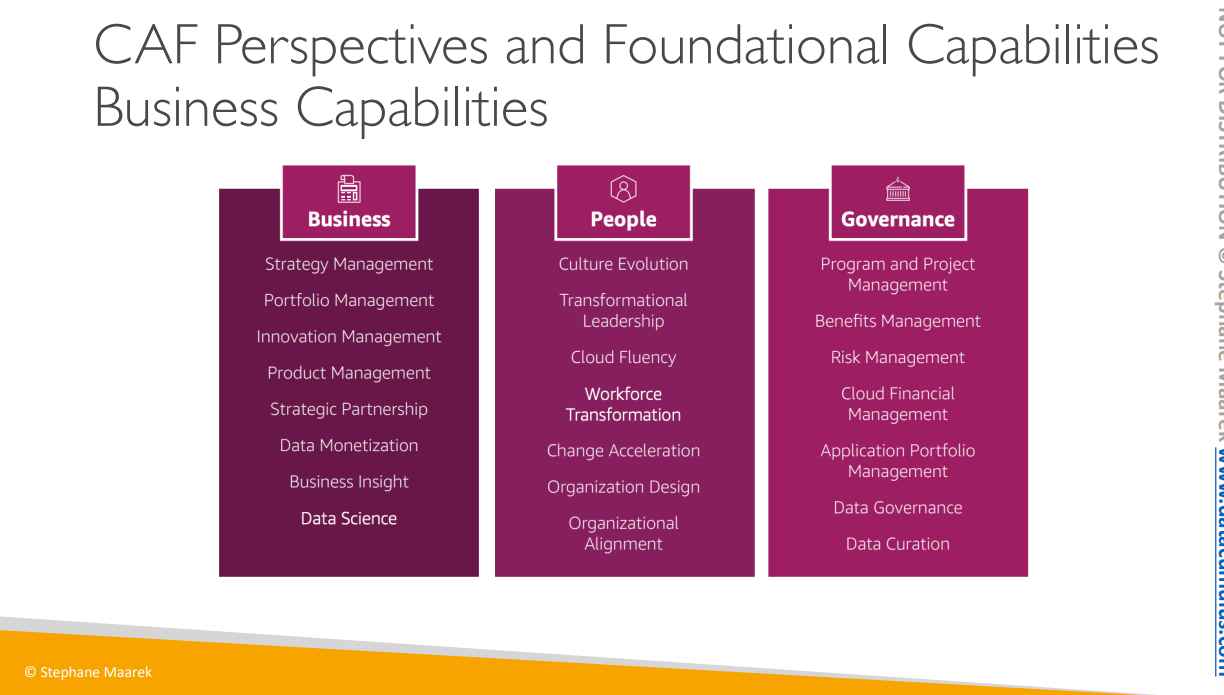 CAF Perspectives and Foundational Capabilities
Business Capabilities
Business
Strategy Management
Portfolio Management
Innovation Management
Product Management
Strategic Partnership
Data Monetization
Business Insight
Data Science
People
Culture Evolution
Transformational
Leadership
Cloud Fluency
Workforce
Transformation
Change Acceleration
Organization Design
Organizational
Alignment
Governance
Program and Project
Management
Benefits Management
Risk Management
Cloud Financial
Management
Application Portfolio
Management
Data Governance
Data Curation
© Stephane Maarek
NOT FOR DISTRIBUTION © Stephane Maarek www.datacumulus.com